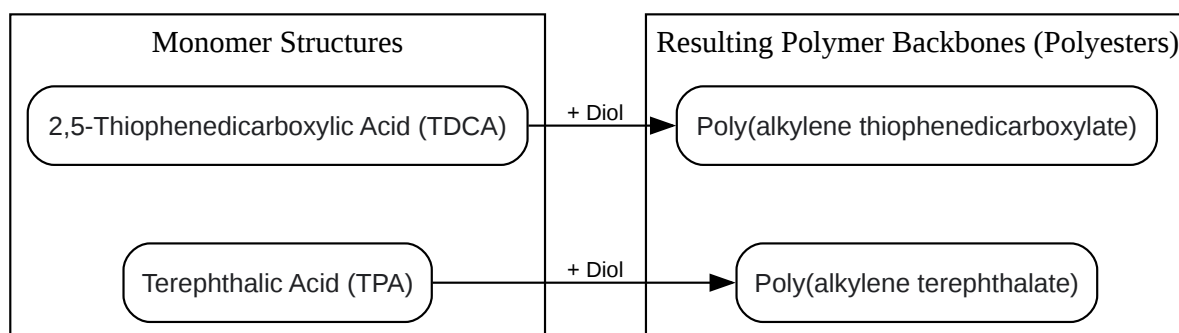 Monomer Structures
Resulting Polymer Backbones (Polyesters)
2,5-Thiophenedicarboxylic Acid (TDCA)
+ Diol
Poly(alkylene thiophenedicarboxylate)
Terephthalic Acid (TPA)
+ Diol
Poly(alkylene terephthalate)